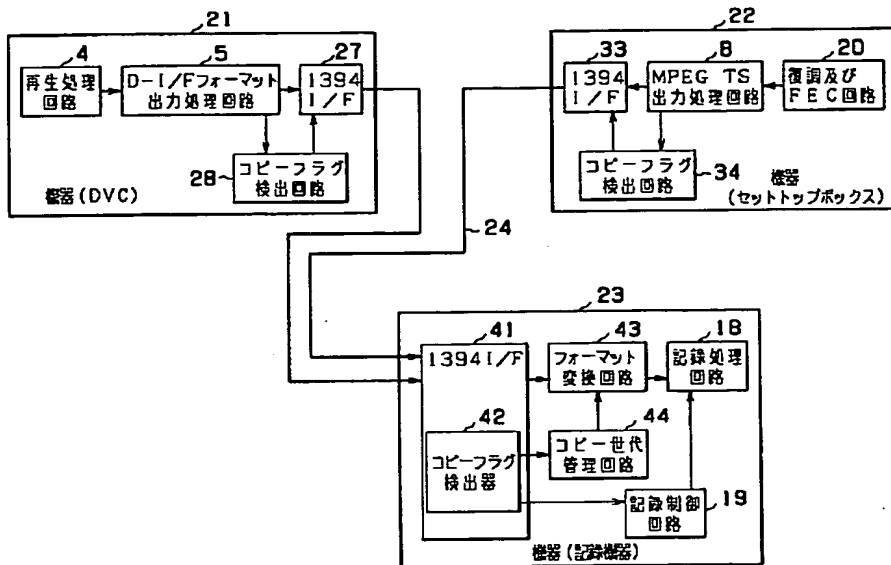 21
4
再生処理
回路
5
D-I/Fフォーマット
出力処理回路
27
1394
I/F
28
コピーフラグ
検出回路
機器(DVC)
22
33
1394
I/F
8
MPEG TS
出力処理回路
20
復調及び
FEC回路
コピーフラグ
検出回路
34
機器
(セットトップボックス)
24
23
41
1394I/F
43
フォーマット
変換回路
18
記録処理
回路
42
コピーフラグ
検出器
44
コピー世代
管理回路
記録制御
回路
19
機器(記録機器)